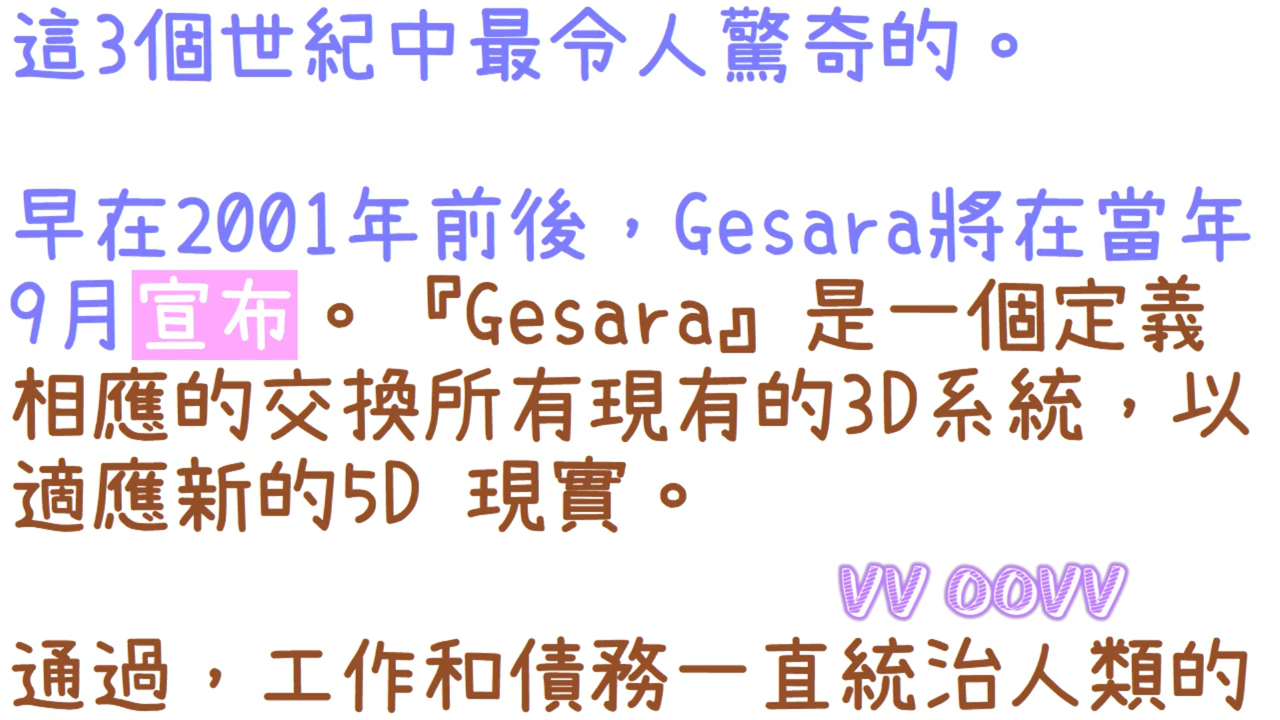 這3個世紀中最令人驚奇的。
早在2001年前後，Gesara將在當年
9月宣布。『Gesara』是一個定義
相應的交換所有現有的3D系統，以
適應新的5D 現實。
VV OOVV
通過，工作和債務一直統治人類的